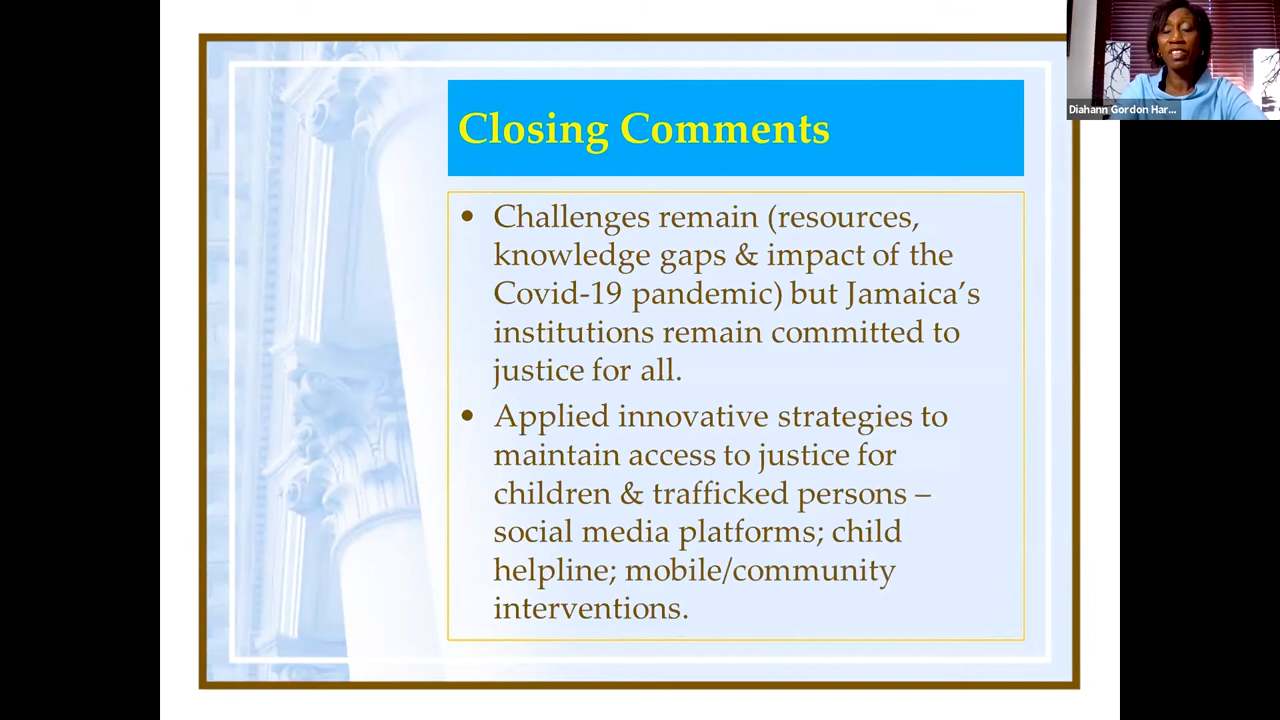 Diahann Gordon Har...
Closing Comments
• Challenges remain (resources,
knowledge gaps & impact of the
Covid-19 pandemic) but Jamaica’s
institutions remain committed to
justice for all.
• Applied innovative strategies to
maintain access to justice for
children & trafficked persons –
social media platforms; child
helpline; mobile/community
interventions.